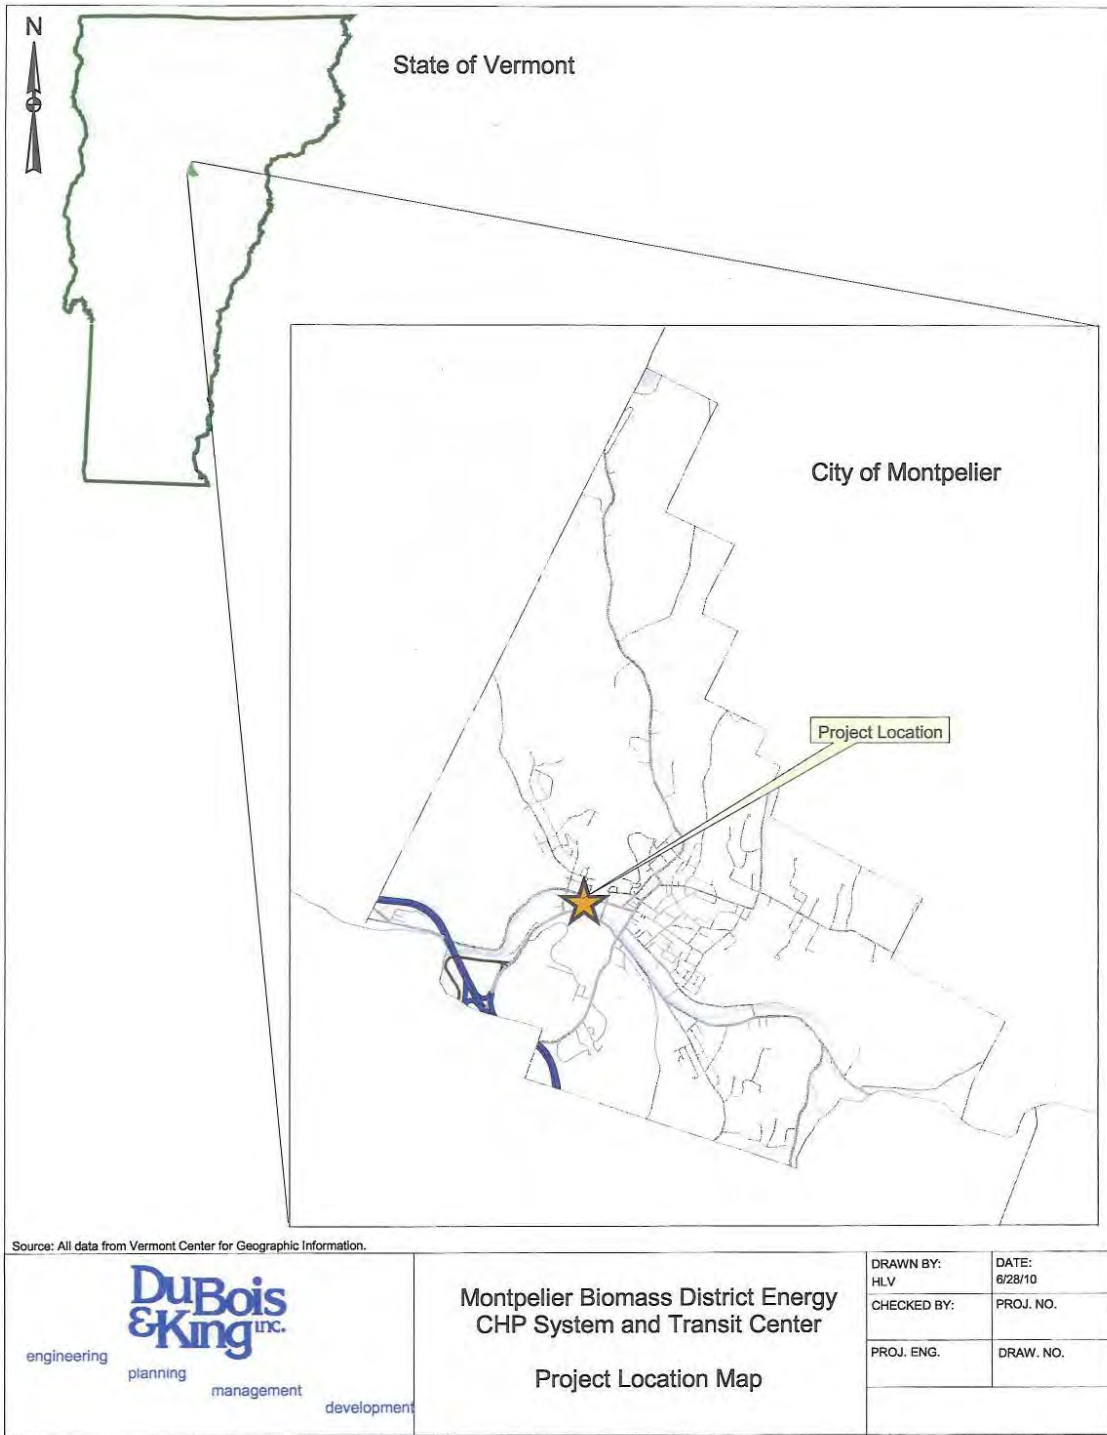 N
State of Vermont
City of Montpelier
Project Location
Source: All data from Vermont Center for Geographic Information.
DuBois
&King inc.
engineering
planning
management
development
Montpelier Biomass District Energy
CHP System and Transit Center
Project Location Map
DRAWN BY:
HLV
DATE:
6/28/10
CHECKED BY:
PROJ. NO.
PROJ. ENG.
DRAW. NO.